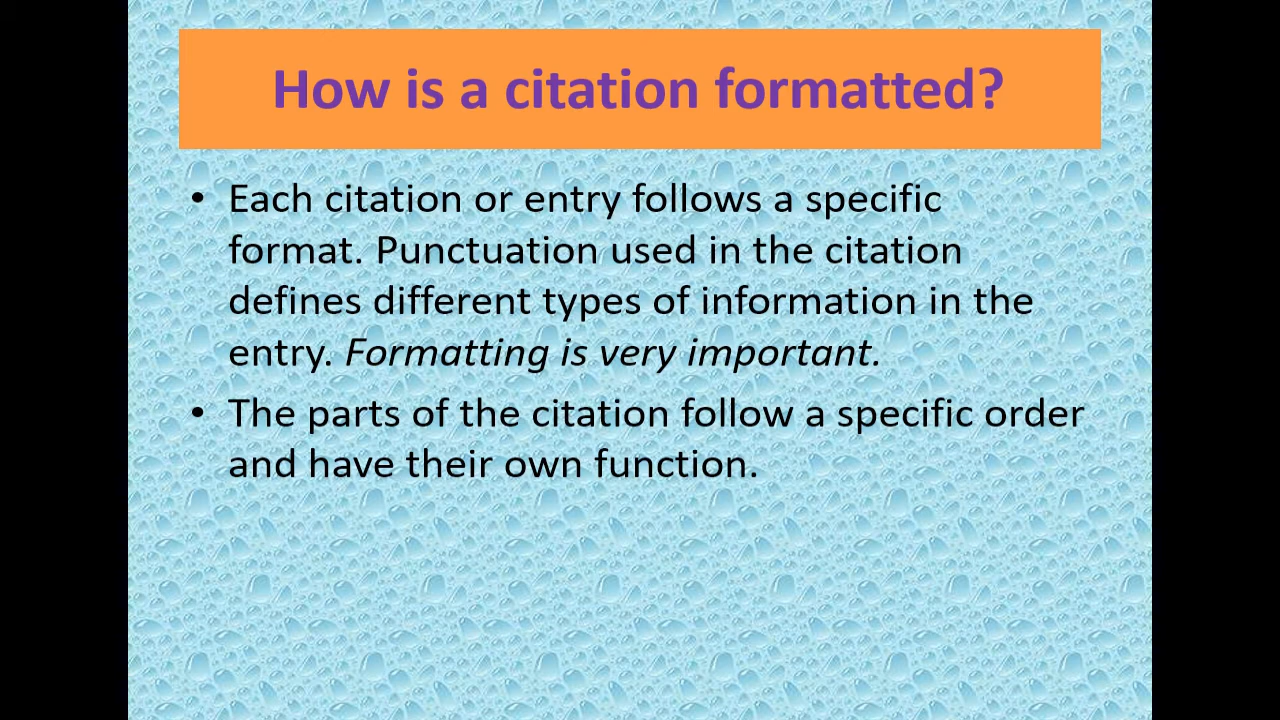 How is a citation formatted?
• Each citation or entry follows a specific
format. Punctuation used in the citation
defines different types of information in the
entry. Formatting is very important.
• The parts of the citation follow a specific order
and have their own function.